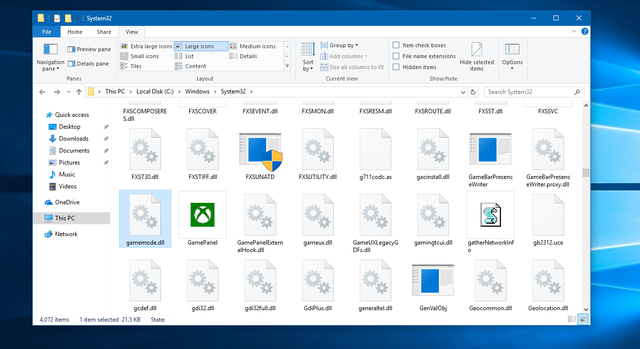 System32
File
Home
Share
View
Navigation pane
Preview pane
Details pane
Panes
Extra large icons
Large icons
Medium icons
Small icons
List
Details
Tiles
Content
Layout
Sort by
Group by
Add columns
Size all columns to fit
Current view
Item check boxes
File name extensions
Hidden items
Hide selected items
Show/hide
Options
This PC > Local Disk (C:) > Windows > System32
Search System32
Quick access
Desktop
Downloads
Documents
Pictures
Music
Videos
OneDrive
This PC
Network
FXSCOMPOSERES.dll
FXSCOVER
FXSEVENT.dll
FXSMON.dll
FXSRESM.dll
FXSROUTE.dll
FXSST.dll
FXSSVC
FXST30.dll
FXSTIFF.dll
FXSUNATD
FXSUTILITY.dll
g711codc.ax
gacinstall.dll
GameBarPresenceWriter
GameBarPresenceWriter.proxy.dll
gamemode.dll
GamePanel
GamePanelExternalHook.dll
gameux.dll
GameUXLegacyGDFs.dll
gamingtcui.dll
gatherNetworkInfo
gb2312.uce
gcdef.dll
gdi32.dll
gdi32full.dll
GdiPlus.dll
generaltel.dll
GenValObj
Geocommon.dll
Geolocation.dll
4,072 items
1 item selected 21.5 KB
State: